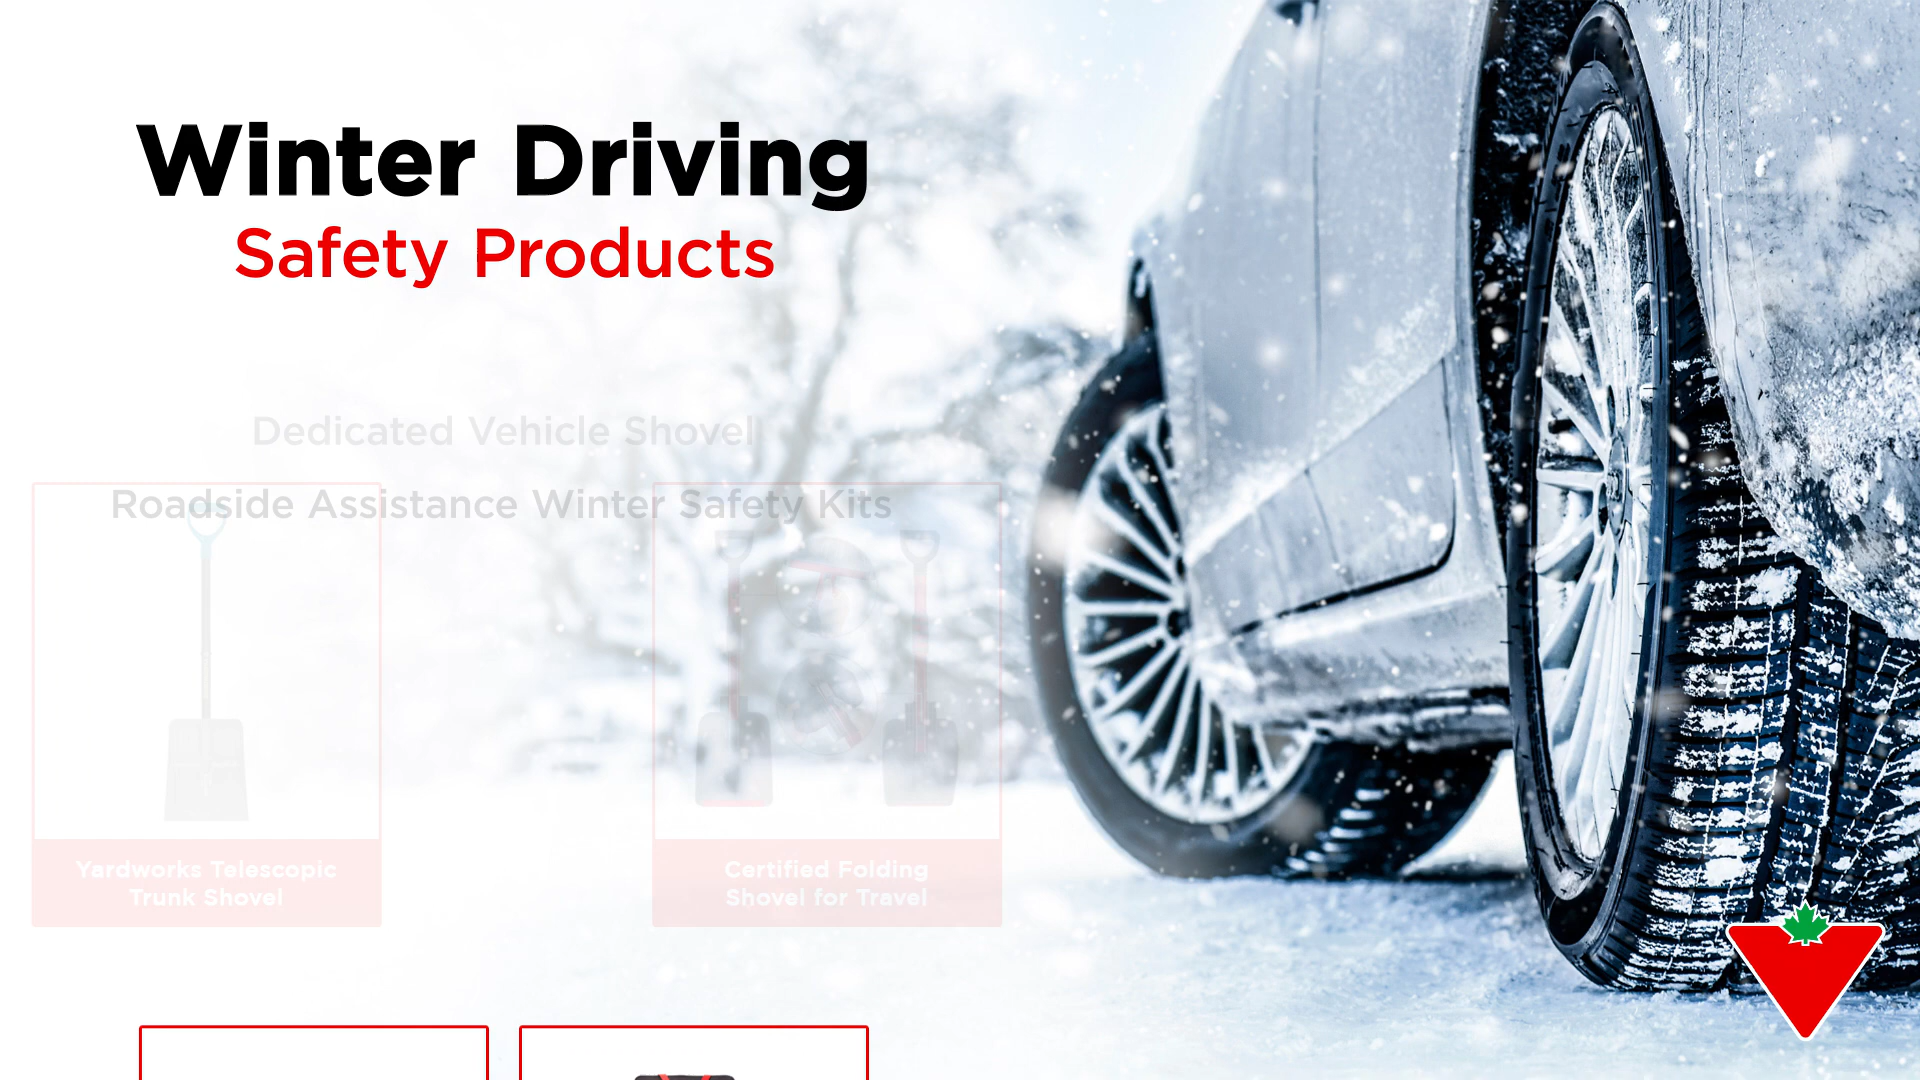 Winter Driving
Safety Products
Dedicated Vehicle Shovel
Roadside Assistance Winter Safety Kits
Yardworks Telescopic
Trunk Shovel
Certified Folding
Shovel for Travel